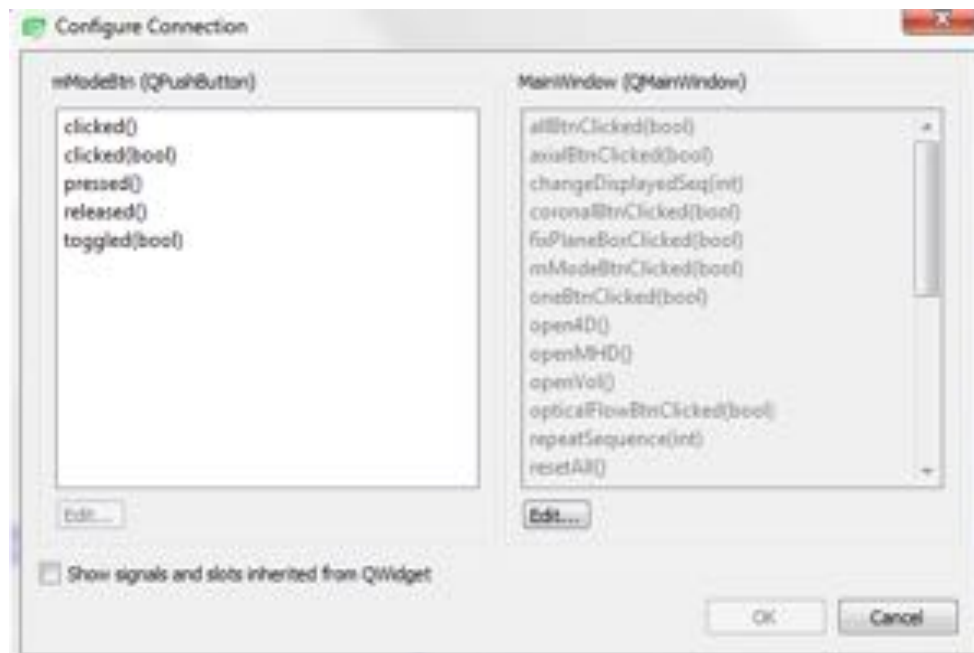 Configure Connection
mModeBtn (QPushButton)
clicked()
clicked(bool)
pressed()
released()
toggled(bool)
Edit...
MainWindow (QMainWindow)
allBtnClicked(bool)
axialBtnClicked(bool)
changeDisplayedSeq(int)
coronalBtnClicked(bool)
fixPlaneBoxClicked(bool)
mModeBtnClicked(bool)
oneBtnClicked(bool)
open4D()
openMHD()
openVol()
opticalFlowBtnClicked(bool)
repeatSequence(int)
resetAll()
Edit...
Show signals and slots inherited from QWidget
OK
Cancel